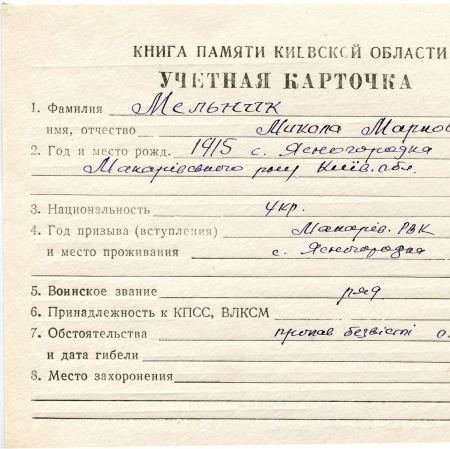 КНИГА ПАМЯТИ КИЕВСКОЙ ОБЛАСТИ
УЧЕТНАЯ КАРТОЧКА
1. Фамилия Мельник
имя, отчество Микола Марков
2. Год и место рожд. 1915 с. Ясногородка
Макарівського р-ну Київ. обл.
3. Национальность укр.
4. Год призыва (вступления) Макарів. РВК
и место проживания с. Ясногородка
5. Воинское звание ряд.
6. Принадлежность к КПСС, ВЛКСМ
7. Обстоятельства пропав безвісті
и дата гибели
8. Место захоронения